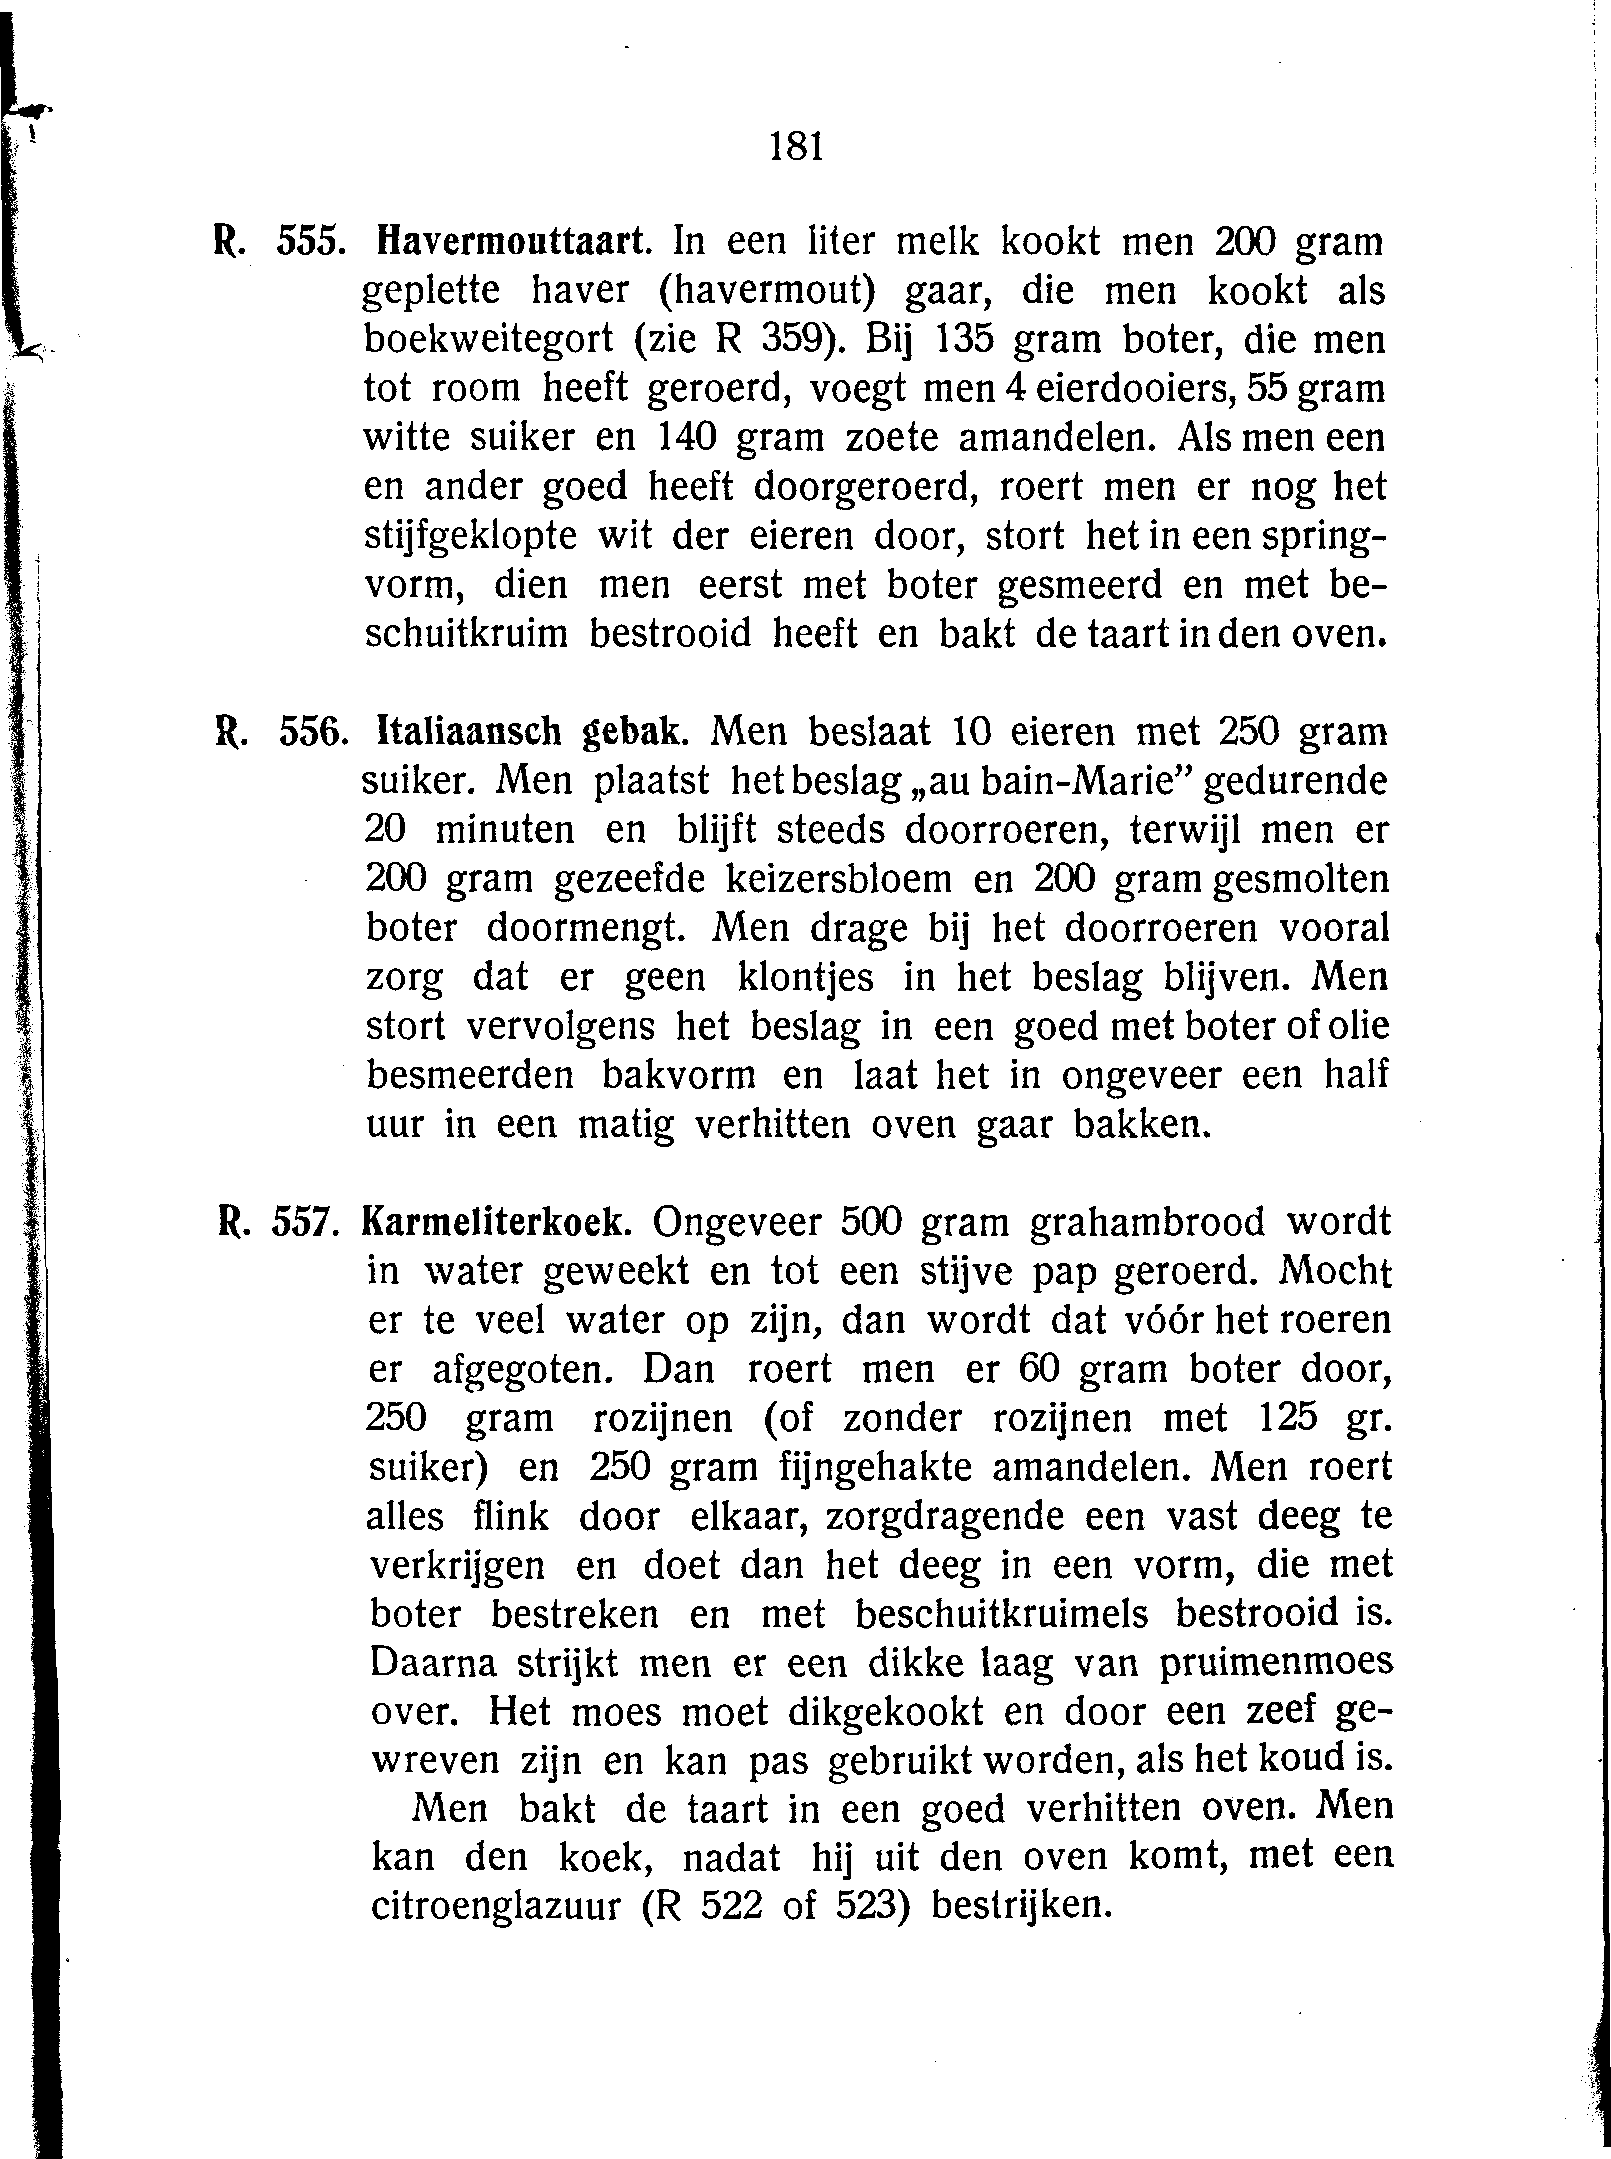 181
R. 555. Havermouttaart. In een liter melk kookt men 200 gram
geplette haver (havermout) gaar, die men kookt als
boekweitegort (zie R 359). Bij 135 gram boter, die men
tot room heeft geroerd, voegt men 4 eierdooiers, 55 gram
witte suiker en 140 gram zoete amandelen. Als men een
en ander goed heeft doorgeroerd, roert men er nog het
stijfgeklopte wit der eieren door, stort het in een spring-
vorm, dien men eerst met boter gesmeerd en met be-
schuitkruim bestrooid heeft en bakt de taart in den oven.
R. 556. Italiaansch gebak. Men beslaat 10 eieren met 250 gram
suiker. Men plaatst het beslag „au bain-Marie” gedurende
20 minuten en blijft steeds doorroeren, terwijl men er
200 gram gezeefde keizersbloem en 200 gram gesmolten
boter doormengt. Men drage bij het doorroeren vooral
zorg dat er geen klontjes in het beslag blijven. Men
stort vervolgens het beslag in een goed met boter of olie
besmeerden bakvorm en laat het in ongeveer een half
uur in een matig verhitten oven gaar bakken.
R. 557. Karmeliterkoek. Ongeveer 500 gram grahambrood wordt
in water geweekt en tot een stijve pap geroerd. Mocht
er te veel water op zijn, dan wordt dat vóór het roeren
er afgegoten. Dan roert men er 60 gram boter door,
250 gram rozijnen (of zonder rozijnen met 125 gr.
suiker) en 250 gram fijngehakte amandelen. Men roert
alles flink door elkaar, zorgdragende een vast deeg te
verkrijgen en doet dan het deeg in een vorm, die met
boter bestreken en met beschuitkruimels bestrooid is.
Daarna strijkt men er een dikke laag van pruimenmoes
over. Het moes moet dikgekookt en door een zeef ge-
wreven zijn en kan pas gebruikt worden, als het koud is.
Men bakt de taart in een goed verhitten oven. Men
kan den koek, nadat hij uit den oven komt, met een
citroenglazuur (R 522 of 523) bestrijken.